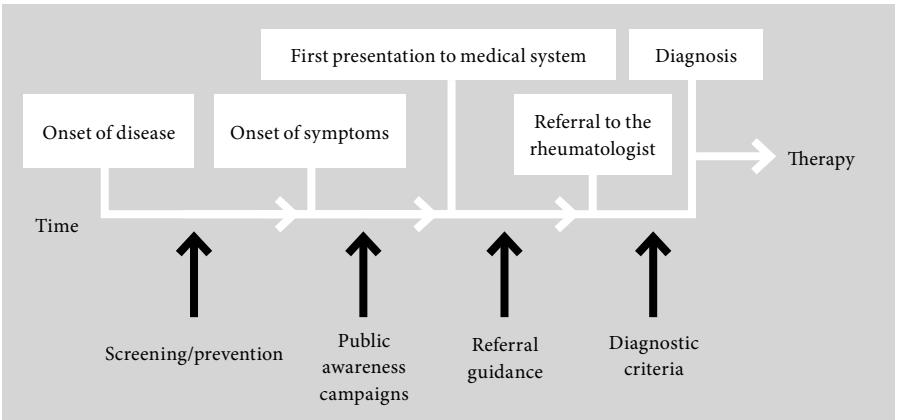 First presentation to medical system
Diagnosis
Onset of disease
Onset of symptoms
Referral to the
rheumatologist
Therapy
Time
Screening/prevention
Public
awareness
campaigns
Referral
guidance
Diagnostic
criteria